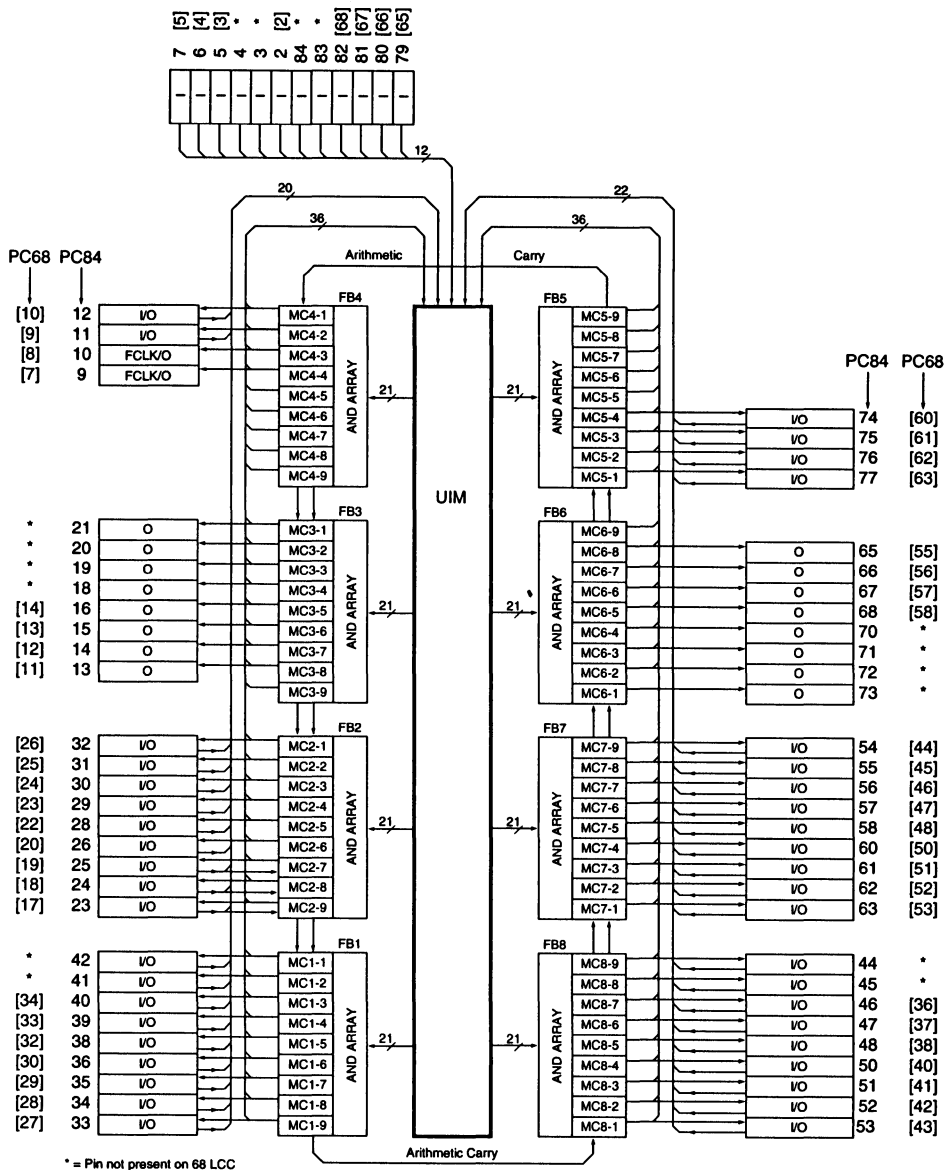 7 [5]
6 [4]
5 [3]
4 *
3 *
2 [2]
84 *
83 *
82 [68]
81 [67]
80 [66]
79 [65]
I I I I I I I I I I I I
12
20
22
36
36
Arithmetic Carry
PC68 PC84
FB4
[10] 12 I/O MC4-1
[9] 11 I/O MC4-2
[8] 10 FCLK/O MC4-3
[7] 9 FCLK/O MC4-4
MC4-5
MC4-6
MC4-7
MC4-8
MC4-9
AND ARRAY
21
FB3
* 21 O MC3-1
* 20 O MC3-2
* 19 O MC3-3
* 18 O MC3-4
[14] 16 O MC3-5
[13] 15 O MC3-6
[12] 14 O MC3-7
[11] 13 O MC3-8
MC3-9
AND ARRAY
21
FB2
[26] 32 I/O MC2-1
[25] 31 I/O MC2-2
[24] 30 I/O MC2-3
[23] 29 I/O MC2-4
[22] 28 I/O MC2-5
[20] 26 I/O MC2-6
[19] 25 I/O MC2-7
[18] 24 I/O MC2-8
[17] 23 I/O MC2-9
AND ARRAY
21
FB1
* 42 I/O MC1-1
* 41 I/O MC1-2
[34] 40 I/O MC1-3
[33] 39 I/O MC1-4
[32] 38 I/O MC1-5
[30] 36 I/O MC1-6
[29] 35 I/O MC1-7
[28] 34 I/O MC1-8
[27] 33 I/O MC1-9
AND ARRAY
21
UIM
PC84 PC68
FB5
MC5-9
MC5-8
MC5-7
MC5-6
MC5-5
MC5-4 I/O 74 [60]
MC5-3 I/O 75 [61]
MC5-2 I/O 76 [62]
MC5-1 I/O 77 [63]
AND ARRAY
21
FB6
MC6-9
MC6-8 O 65 [55]
MC6-7 O 66 [56]
MC6-6 O 67 [57]
MC6-5 O 68 [58]
MC6-4 O 70 *
MC6-3 O 71 *
MC6-2 O 72 *
MC6-1 O 73 *
AND ARRAY
21
FB7
MC7-9 I/O 54 [44]
MC7-8 I/O 55 [45]
MC7-7 I/O 56 [46]
MC7-6 I/O 57 [47]
MC7-5 I/O 58 [48]
MC7-4 I/O 60 [50]
MC7-3 I/O 61 [51]
MC7-2 I/O 62 [52]
MC7-1 I/O 63 [53]
AND ARRAY
21
FB8
MC8-9 I/O 44 *
MC8-8 I/O 45 *
MC8-7 I/O 46 [36]
MC8-6 I/O 47 [37]
MC8-5 I/O 48 [38]
MC8-4 I/O 50 [40]
MC8-3 I/O 51 [41]
MC8-2 I/O 52 [42]
MC8-1 I/O 53 [43]
AND ARRAY
21
Arithmetic Carry
* = Pin not present on 68 LCC